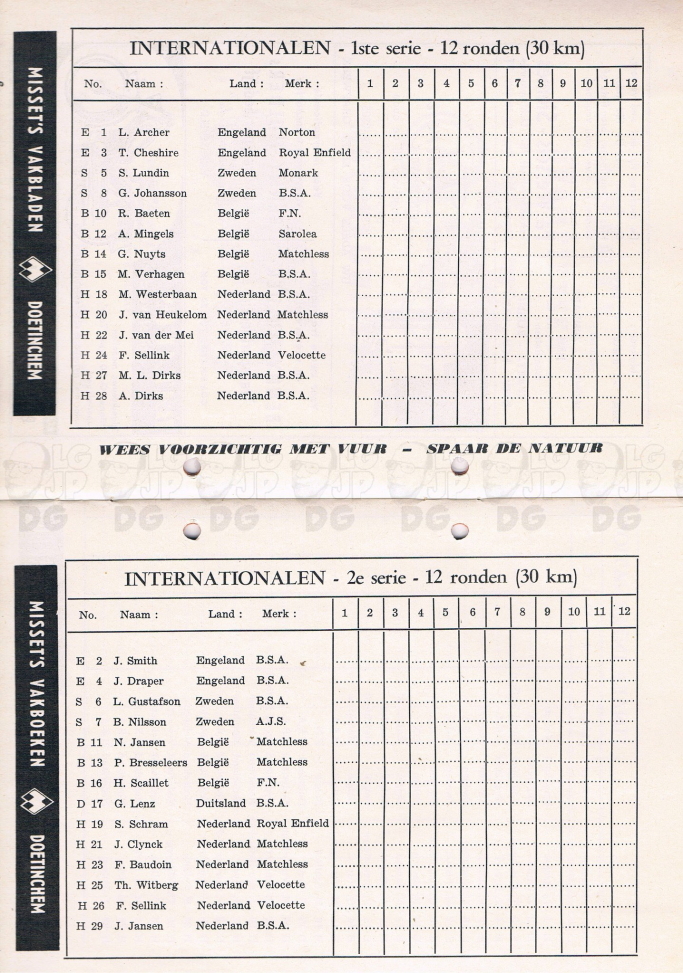 MISSET'S VAKBLADEN DOETINCHEM
INTERNATIONALEN - 1ste serie - 12 ronden (30 km)
No. Naam : Land : Merk : 1 2 3 4 5 6 7 8 9 10 11 12
E 1 L. Archer Engeland Norton
E 3 T. Cheshire Engeland Royal Enfield
S 5 S. Lundin Zweden Monark
S 8 G. Johansson Zweden B.S.A.
B 10 R. Baeten België F.N.
B 12 A. Mingels België Sarolea
B 14 G. Nuyts België Matchless
B 15 M. Verhagen België B.S.A.
H 18 M. Westerbaan Nederland B.S.A.
H 20 J. van Heukelom Nederland Matchless
H 22 J. van der Mei Nederland B.S.A.
H 24 F. Sellink Nederland Velocette
H 27 M. L. Dirks Nederland B.S.A.
H 28 A. Dirks Nederland B.S.A.
WEES VOORZICHTIG MET VUUR – SPAAR DE NATUUR
MISSET'S VAKBOEKEN DOETINCHEM
INTERNATIONALEN - 2e serie - 12 ronden (30 km)
No. Naam : Land : Merk : 1 2 3 4 5 6 7 8 9 10 11 12
E 2 J. Smith Engeland B.S.A.
E 4 J. Draper Engeland B.S.A.
S 6 L. Gustafson Zweden B.S.A.
S 7 B. Nilsson Zweden A.J.S.
B 11 N. Jansen België Matchless
B 13 P. Bresseleers België Matchless
B 16 H. Scaillet België F.N.
D 17 G. Lenz Duitsland B.S.A.
H 19 S. Schram Nederland Royal Enfield
H 21 J. Clynck Nederland Matchless
H 23 F. Baudoin Nederland Matchless
H 25 Th. Witberg Nederland Velocette
H 26 F. Sellink Nederland Velocette
H 29 J. Jansen Nederland B.S.A.